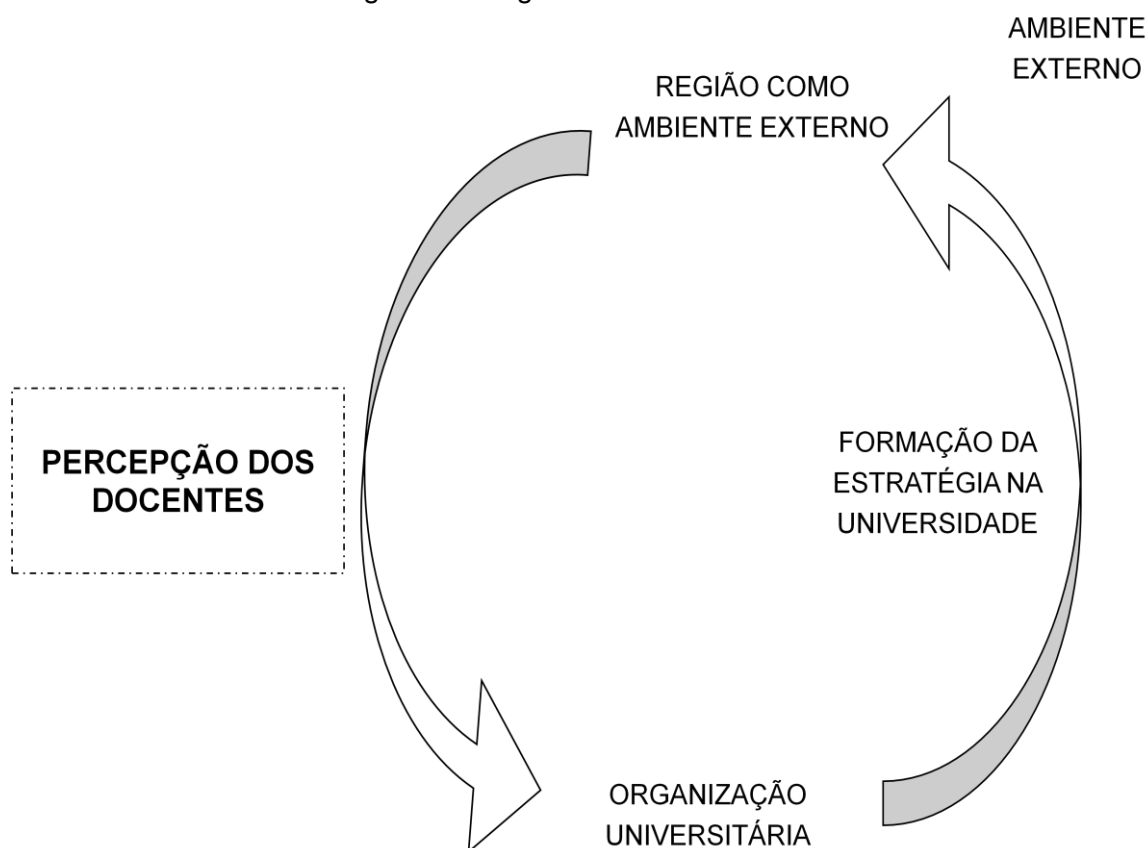 AMBIENTE
EXTERNO
REGIÃO COMO
AMBIENTE EXTERNO
PERCEPÇÃO DOS
DOCENTES
FORMAÇÃO DA
ESTRATÉGIA NA
UNIVERSIDADE
ORGANIZAÇÃO
UNIVERSITÁRIA